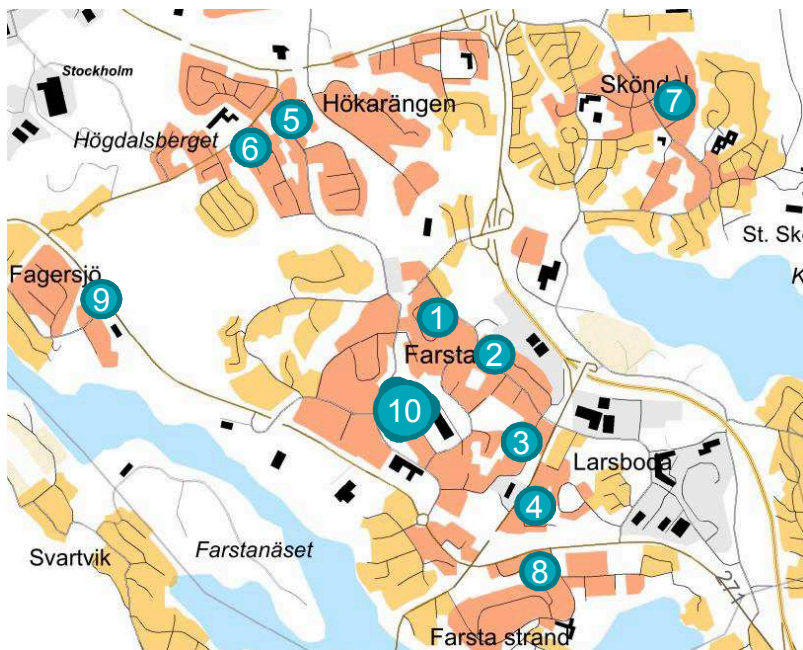 Stockholm
Sköndal
7
5
Hökarängen
Högdalsberget
6
St. Skö
Fagersjö
K
9
1
Farsta
2
10
3
Larsboda
4
Svartvik
Farstanäset
8
271
Farsta strand